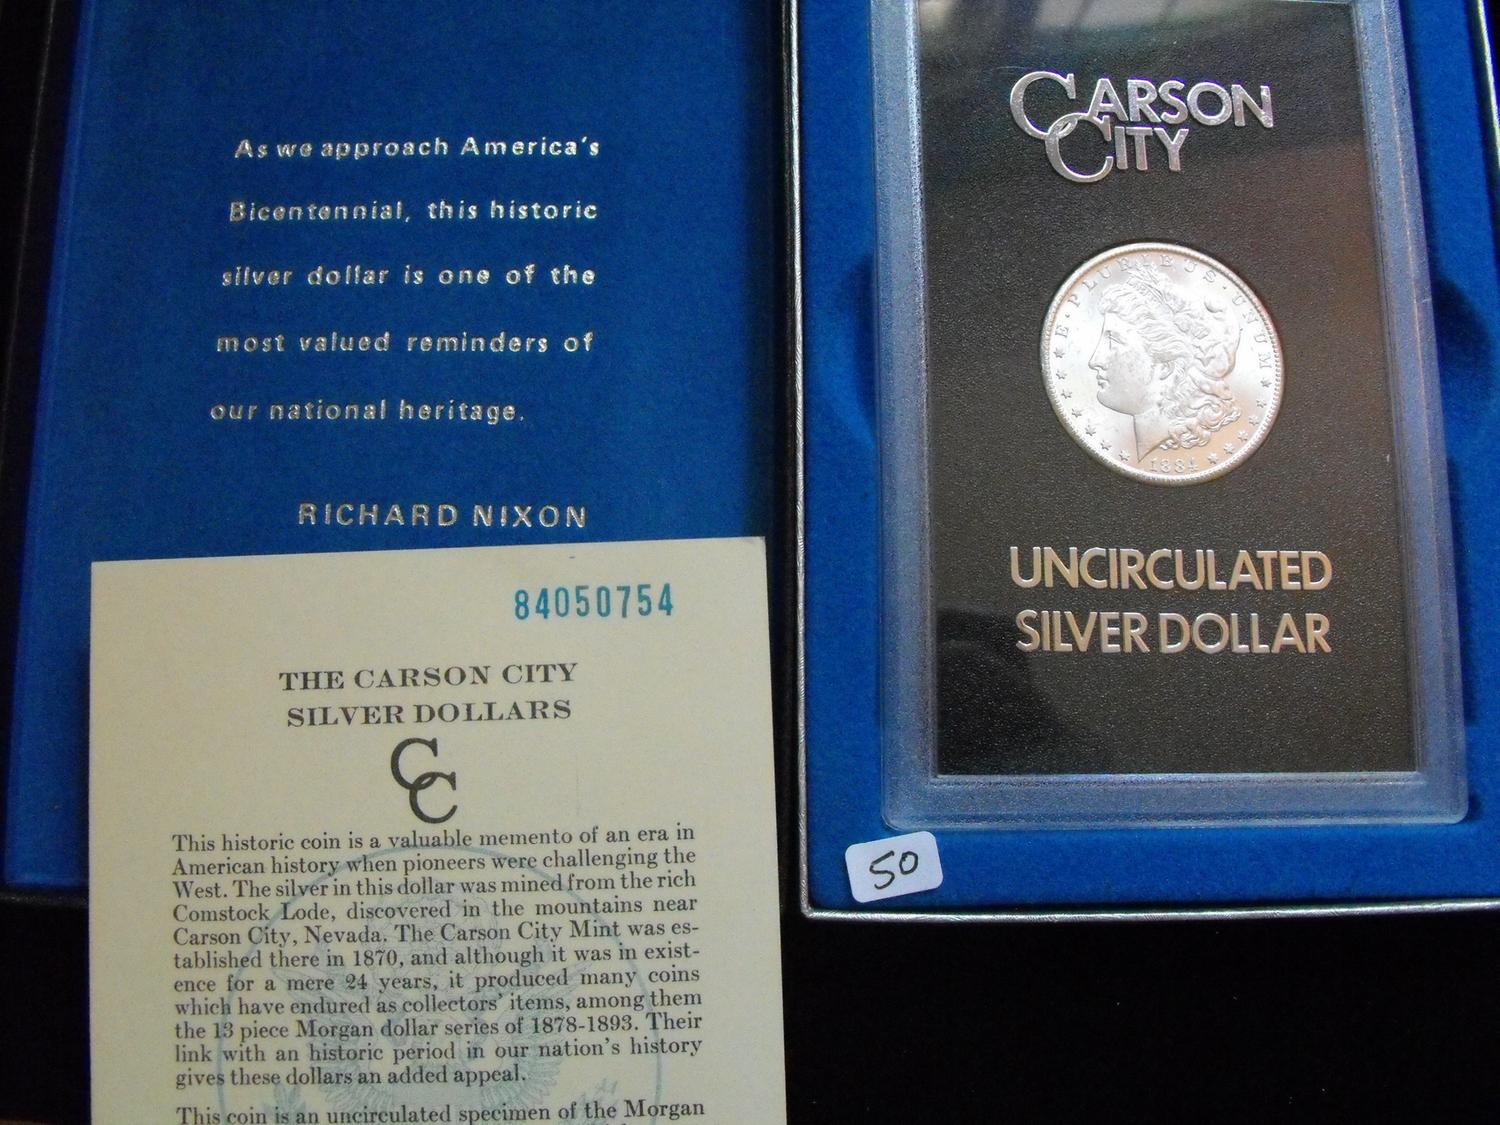 As we approach America's
Bicentennial, this historic
silver dollar is one of the
most valued reminders of
our national heritage.
RICHARD NIXON
84050754
THE CARSON CITY
SILVER DOLLARS
CC
This historic coin is a valuable memento of an era in
American history when pioneers were challenging the
West. The silver in this dollar was mined from the rich
Comstock Lode, discovered in the mountains near
Carson City, Nevada. The Carson City Mint was es-
tablished there in 1870, and although it was in exist-
ence for a mere 24 years, it produced many coins
which have endured as collectors' items, among them
the 13 piece Morgan dollar series of 1878-1893. Their
link with an historic period in our nation's history
gives these dollars an added appeal.
This coin is an uncirculated specimen of the Morgan
CARSON
CITY
E·PLURIBUS·UNUM
1884
UNCIRCULATED
SILVER DOLLAR
50